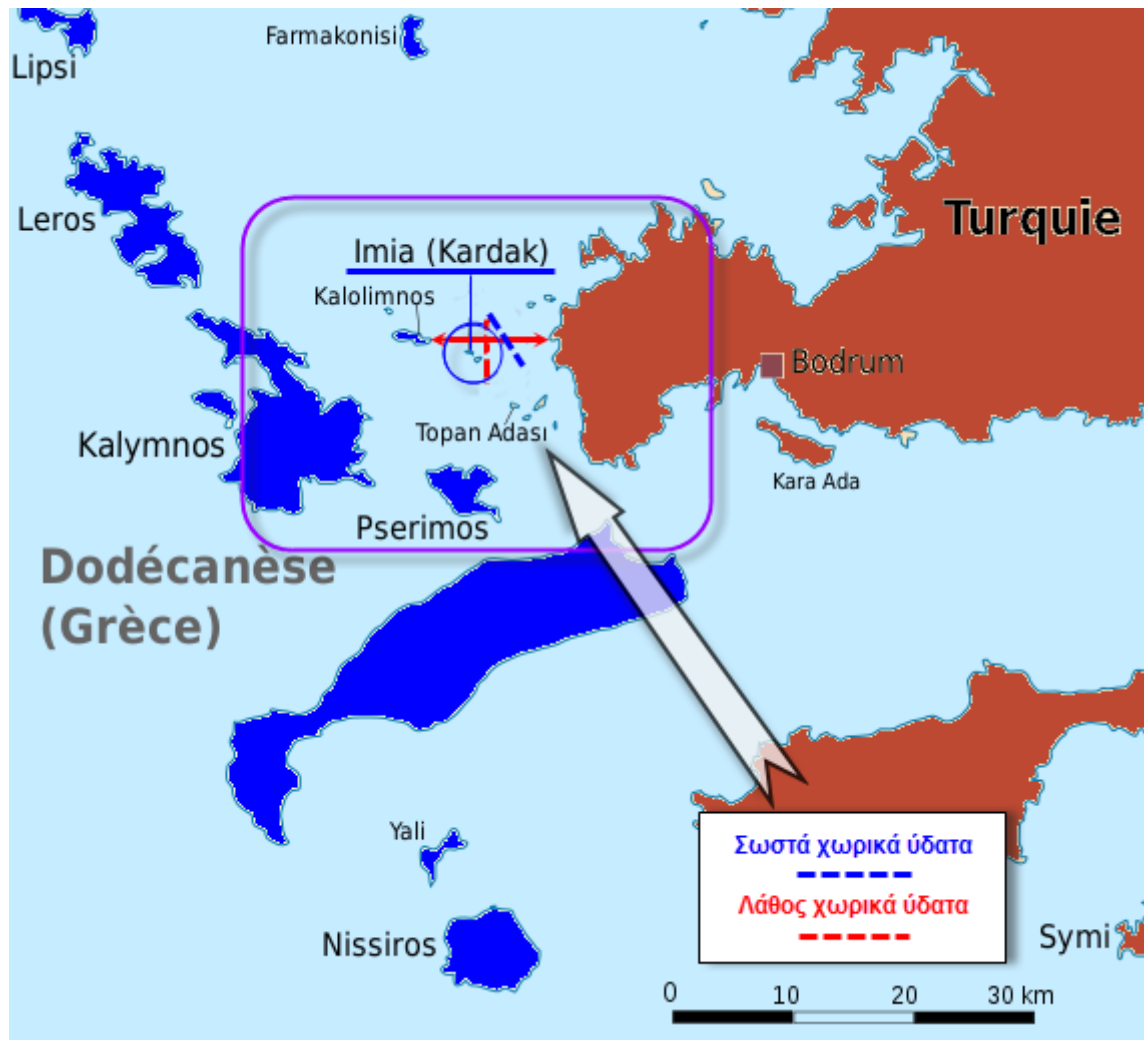 Farmakonisi
Lipsi
Leros
Turquie
Imia (Kardak)
Kalolimnos
Bodrum
Topan Adası
Kalymnos
Kara Ada
Pserimos
Dodécanèse
(Grèce)
Yali
Σωστά χωρικά ύδατα
Λάθος χωρικά ύδατα
Nissiros
Symi
0 10 20 30 km